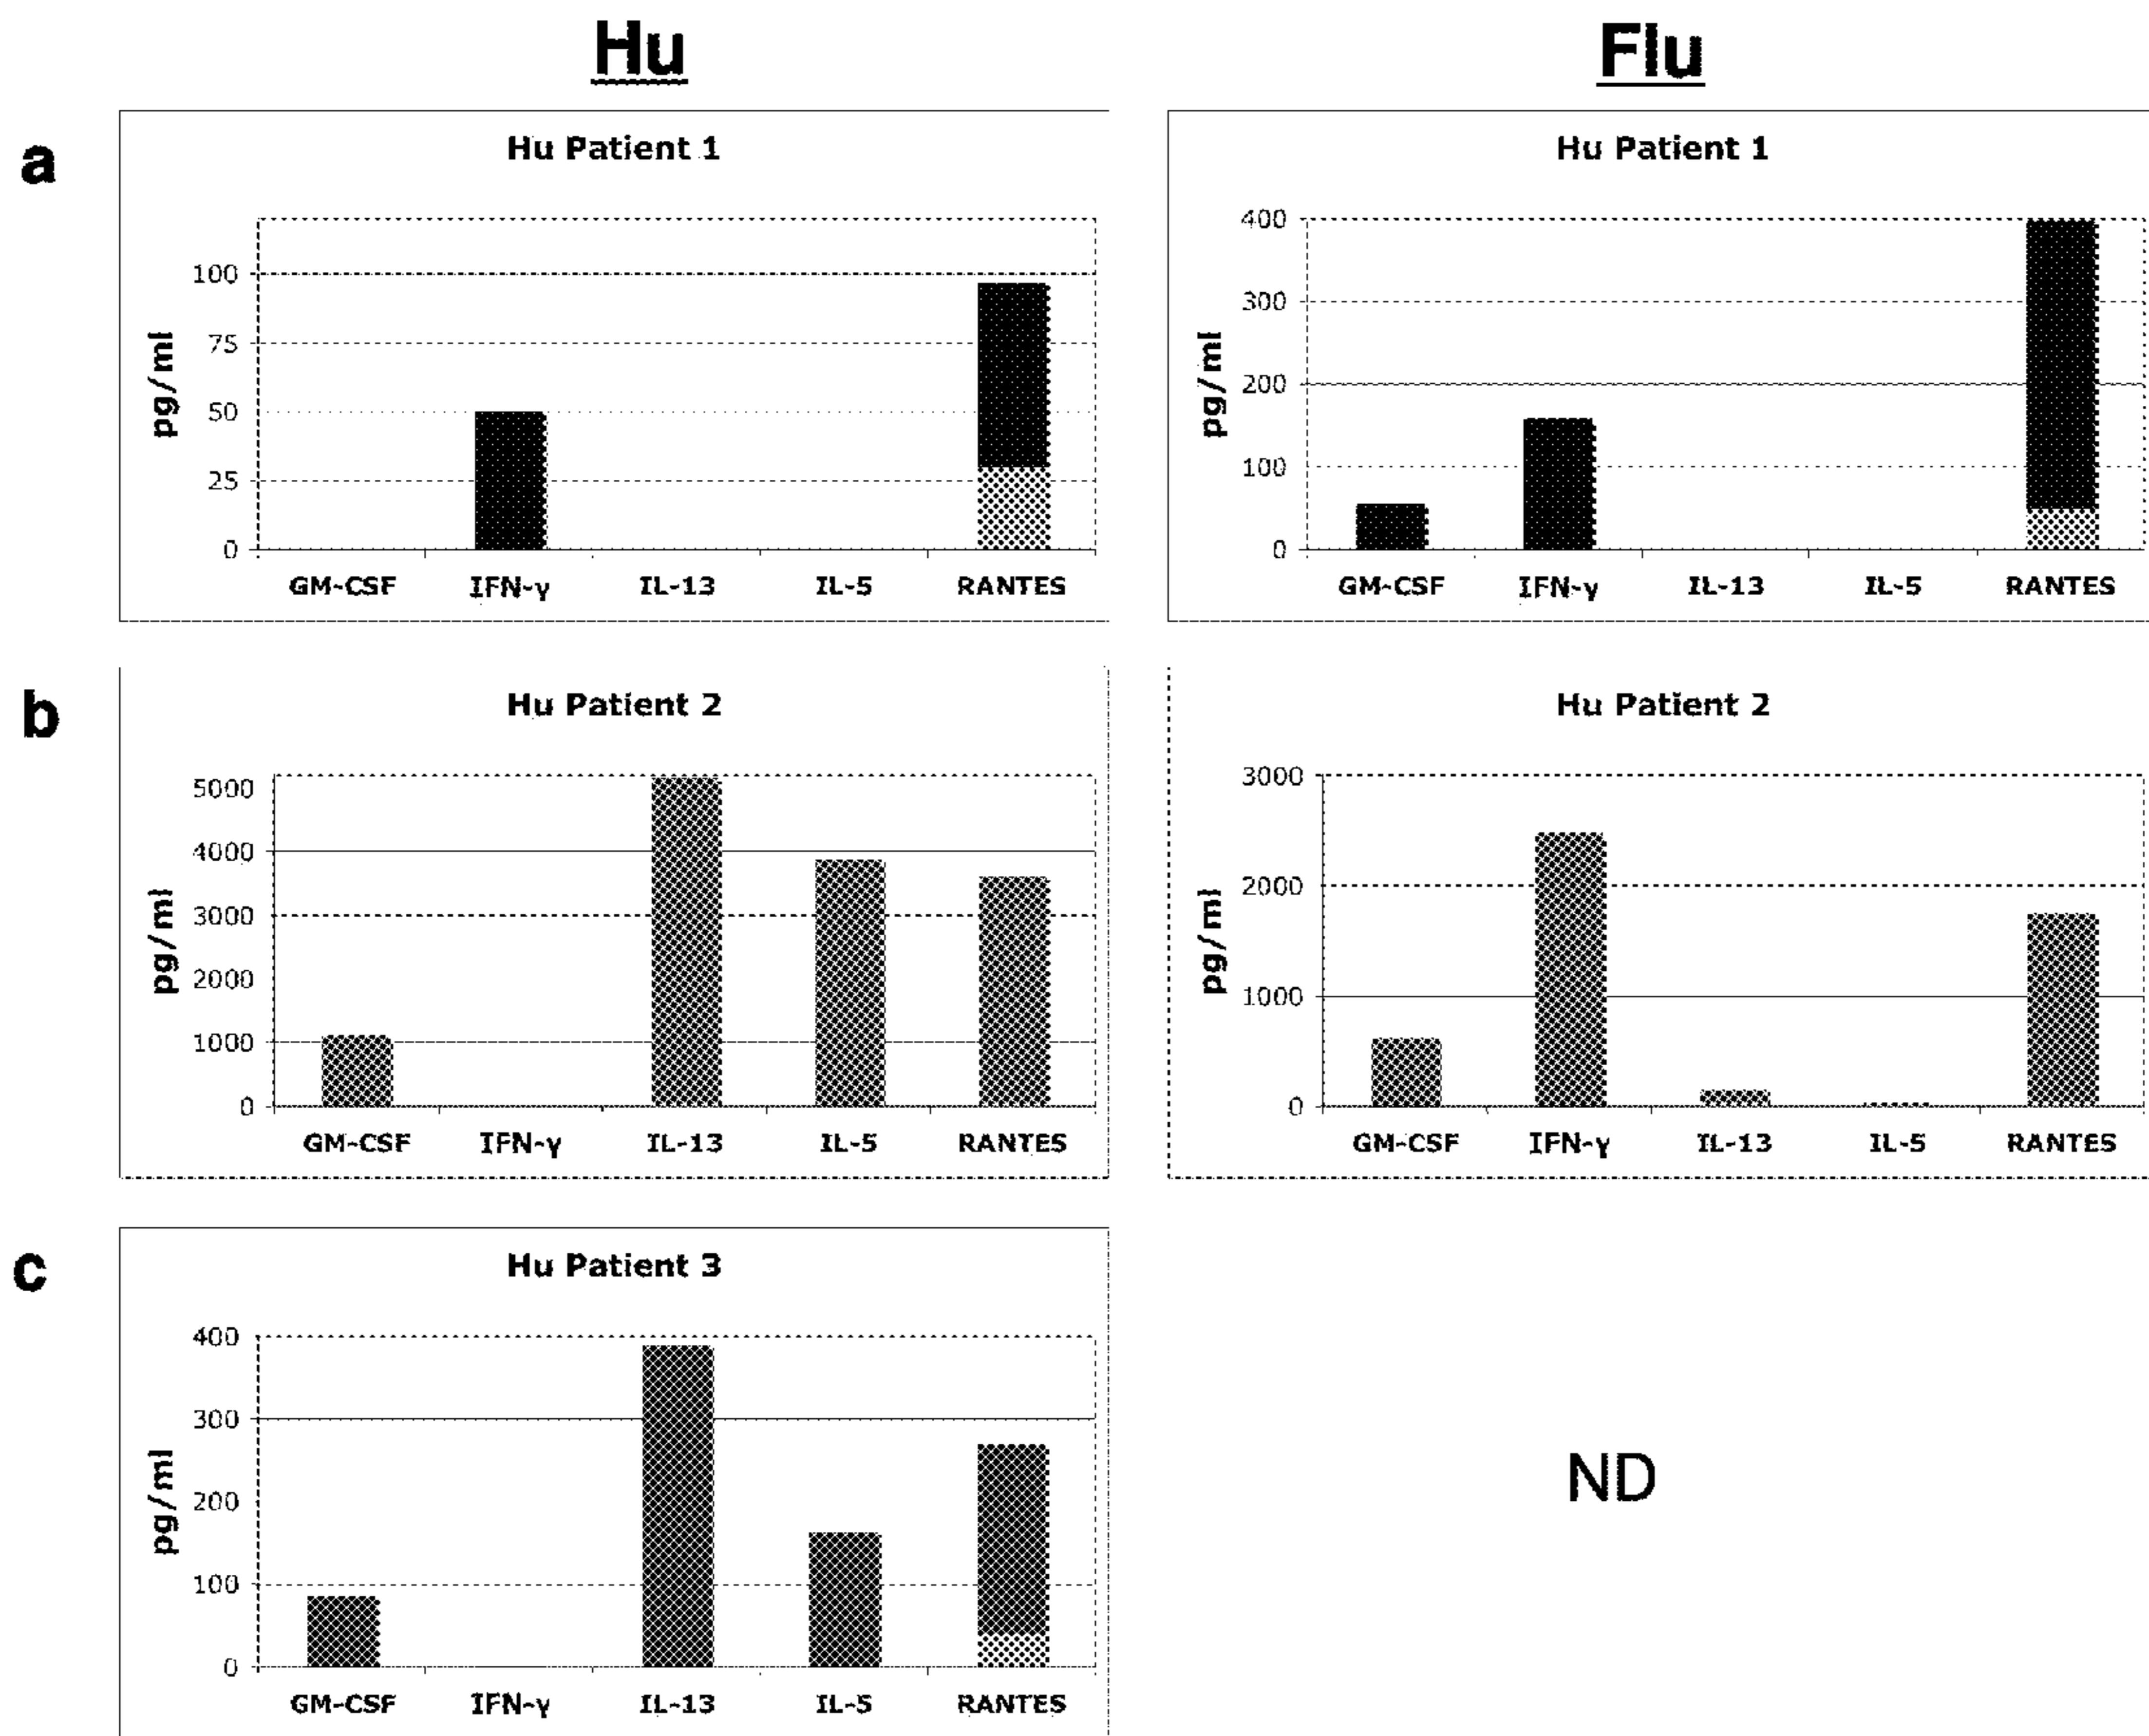 Hu
Flu
a
Hu Patient 1
100
75
50
25
0
pg/ml
GM-CSF IFN-γ IL-13 IL-5 RANTES
Hu Patient 1
400
300
200
100
0
pg/ml
GM-CSF IFN-γ IL-13 IL-5 RANTES
b
Hu Patient 2
5000
4000
3000
2000
1000
0
pg/ml
GM-CSF IFN-γ IL-13 IL-5 RANTES
Hu Patient 2
3000
2000
1000
0
pg/ml
GM-CSF IFN-γ IL-13 IL-5 RANTES
c
Hu Patient 3
400
300
200
100
0
pg/ml
GM-CSF IFN-γ IL-13 IL-5 RANTES
ND